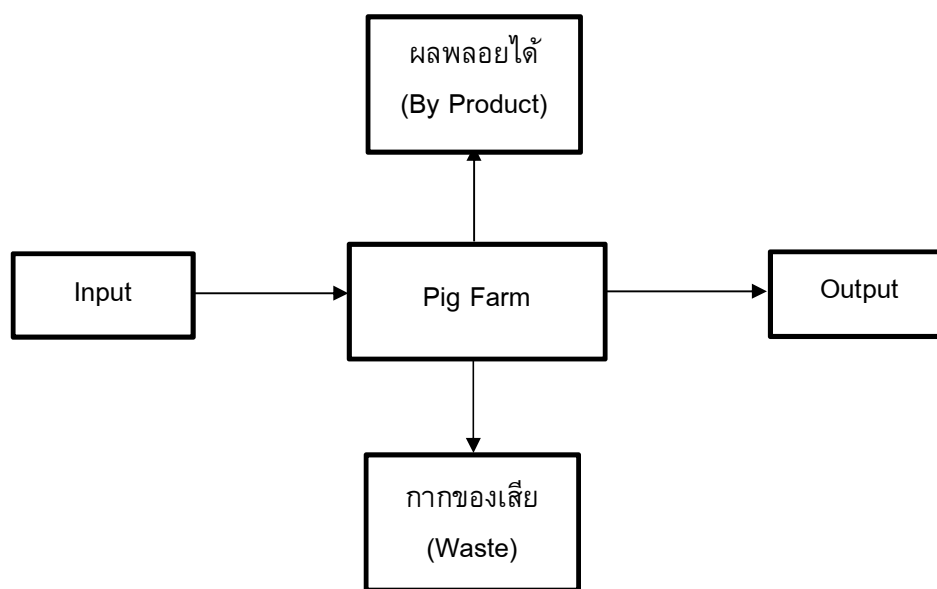 ผลพลอยได้
(By Product)
Input
Pig Farm
Output
กากของเสีย
(Waste)